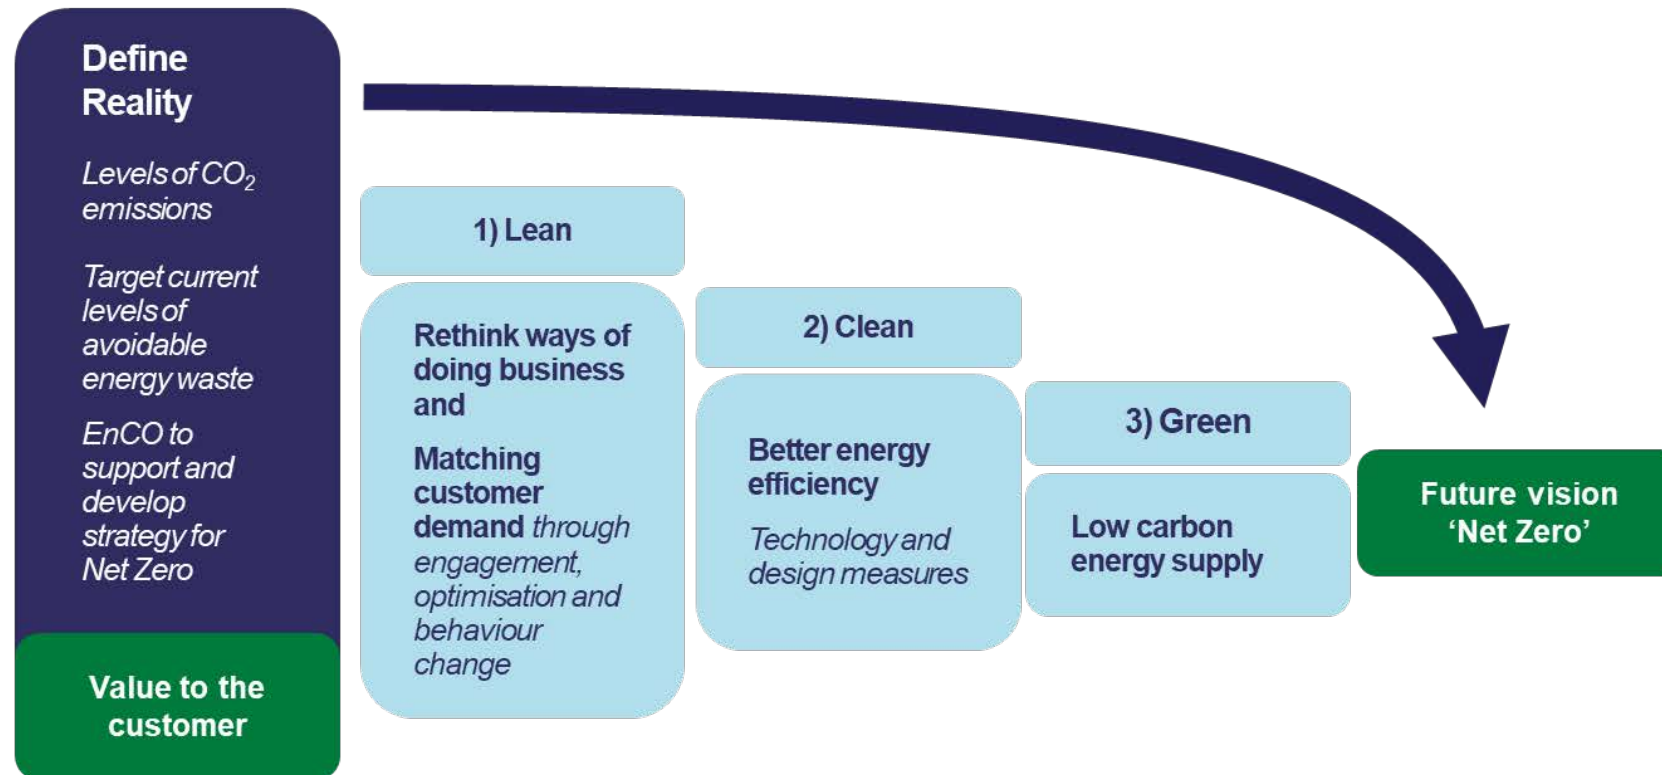 Define
Reality
Levels of CO₂
emissions
Target current
levels of
avoidable
energy waste
EnCO to
support and
develop
strategy for
Net Zero
Value to the
customer
1) Lean
Rethink ways of
doing business
and
Matching
customer
demand through
engagement,
optimisation and
behaviour
change
2) Clean
Better energy
efficiency
Technology and
design measures
3) Green
Low carbon
energy supply
Future vision
‘Net Zero’